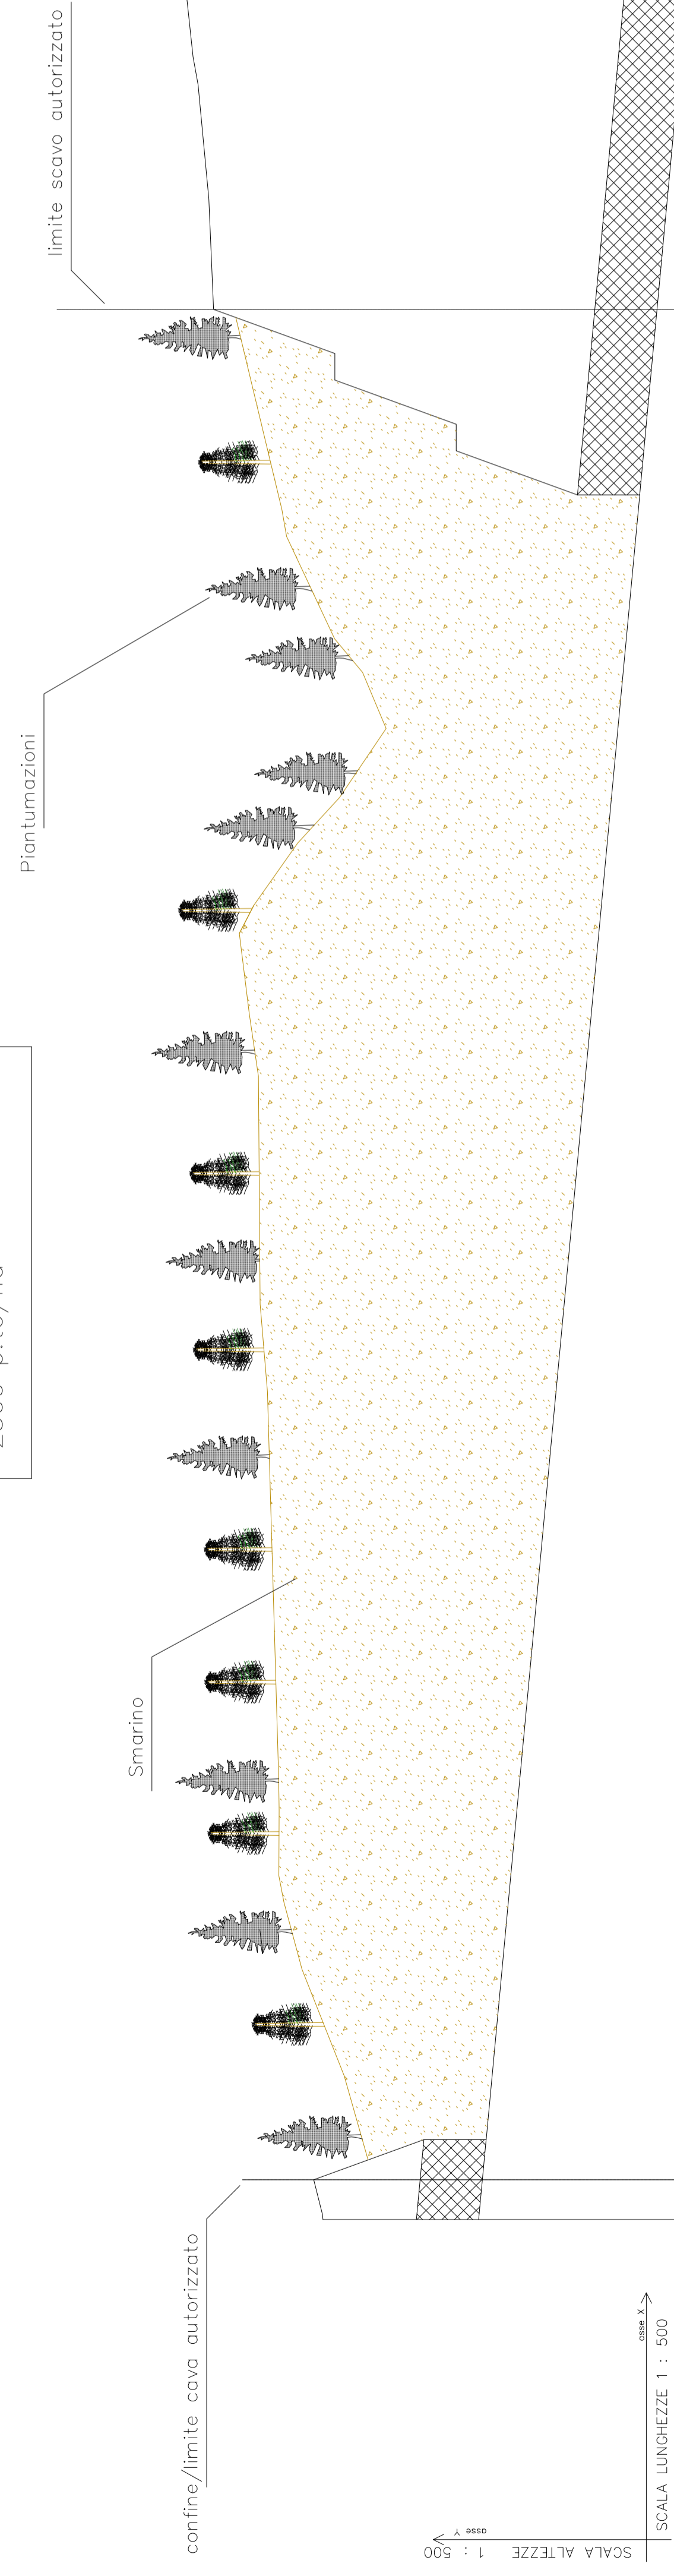 limite scavo autorizzato
Piantumazioni
Smarino
confine/limite cava autorizzato
asse X
SCALA LUNGHEZZE 1 : 500
asse Y
SCALA ALTEZZE 1 : 500